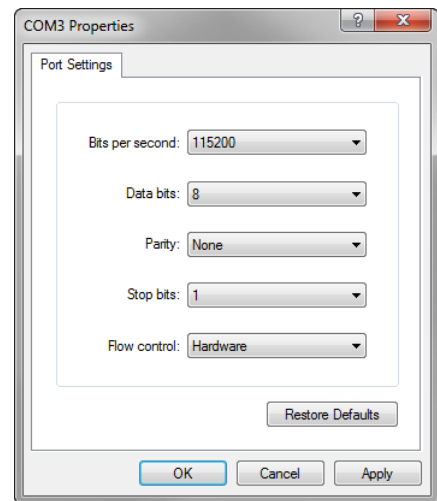 COM3 Properties
Port Settings
Bits per second: 115200
Data bits: 8
Parity: None
Stop bits: 1
Flow control: Hardware
Restore Defaults
OK Cancel Apply